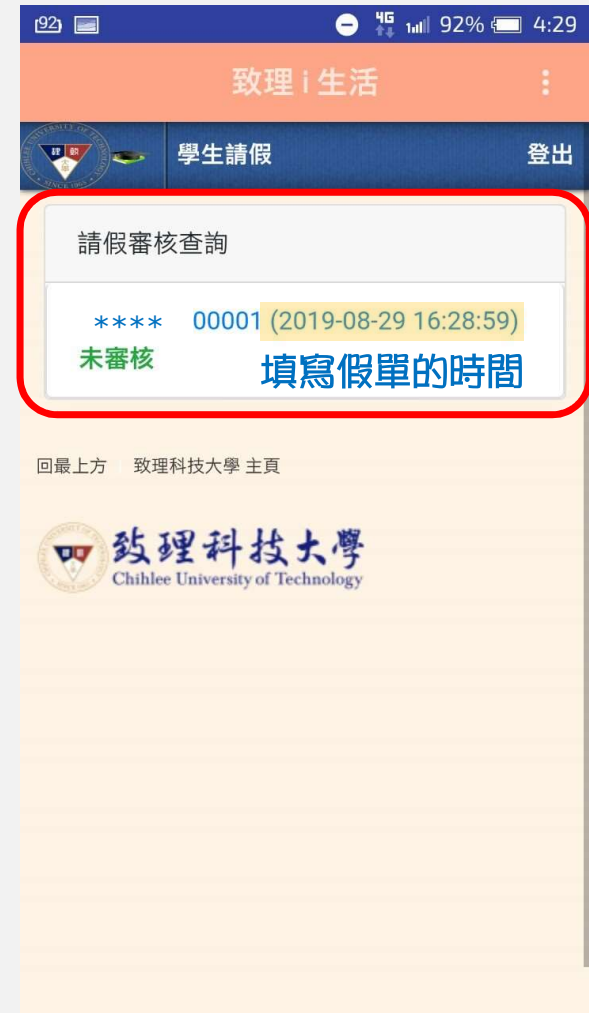 92 4G 92% 4:29
致理 i 生活
學生請假 登出
請假審核查詢
**** 00001 (2019-08-29 16:28:59)
未審核
填寫假單的時間
回最上方 致理科技大學 主頁
致理科技大學
Chihlee University of Technology